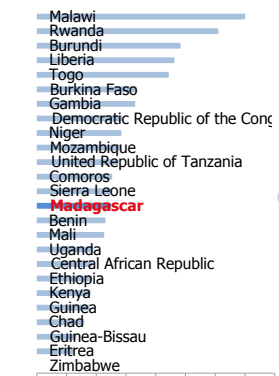 Malawi
Rwanda
Burundi
Liberia
Togo
Burkina Faso
Gambia
Democratic Republic of the Cong
Niger
Mozambique
United Republic of Tanzania
Comoros
Sierra Leone
Madagascar
Benin
Mali
Uganda
Central African Republic
Ethiopia
Kenya
Guinea
Chad
Guinea-Bissau
Eritrea
Zimbabwe